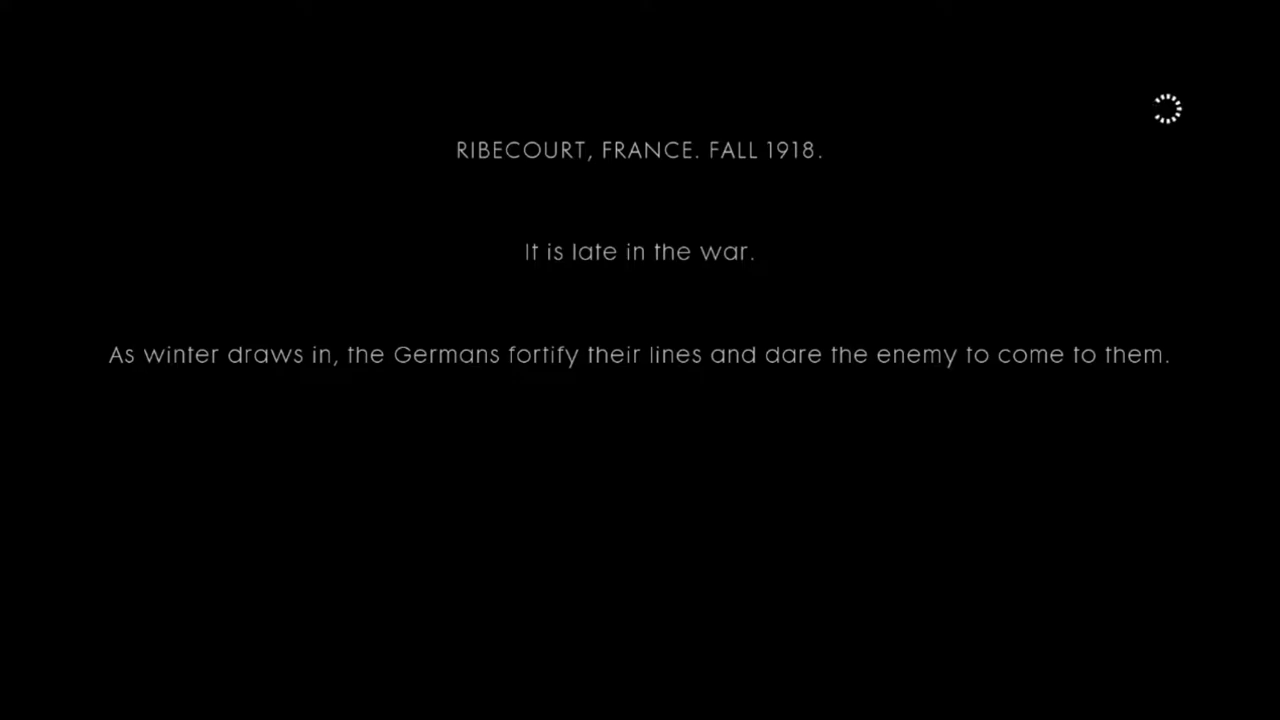 RIBECOURT, FRANCE. FALL 1918.
It is late in the war.
As winter draws in, the Germans fortify their lines and dare the enemy to come to them.